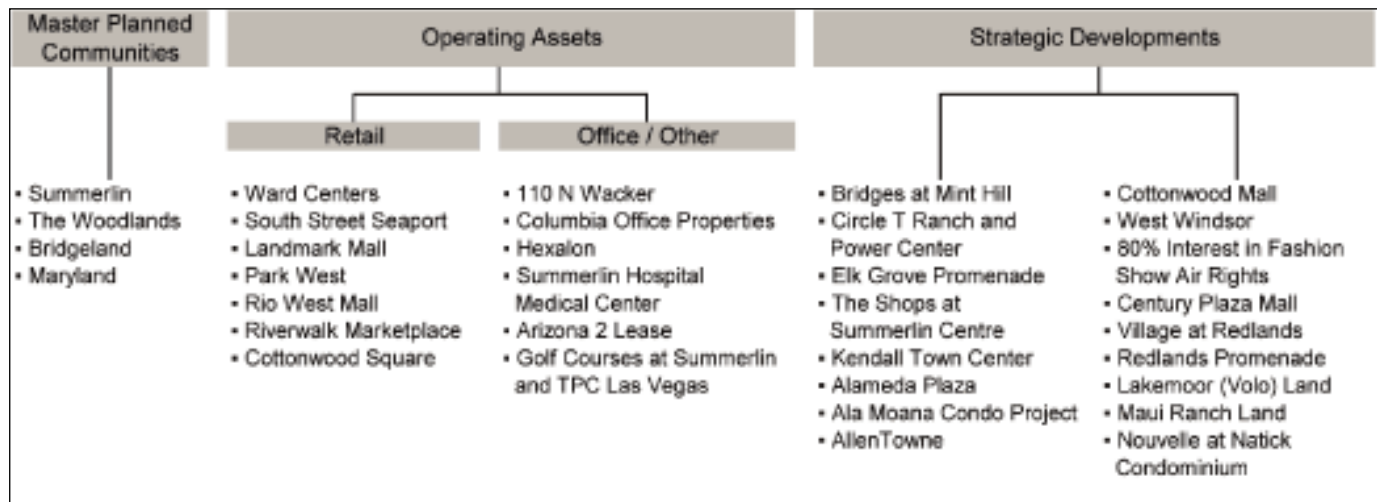 Master Planned
Communities
Operating Assets
Strategic Developments
Retail
Office / Other
▪ Summerlin
▪ The Woodlands
▪ Bridgeland
▪ Maryland
▪ Ward Centers
▪ South Street Seaport
▪ Landmark Mall
▪ Park West
▪ Rio West Mall
▪ Riverwalk Marketplace
▪ Cottonwood Square
▪ 110 N Wacker
▪ Columbia Office Properties
▪ Hexalon
▪ Summerlin Hospital
Medical Center
▪ Arizona 2 Lease
▪ Golf Courses at Summerlin
and TPC Las Vegas
▪ Bridges at Mint Hill
▪ Circle T Ranch and
Power Center
▪ Elk Grove Promenade
▪ The Shops at
Summerlin Centre
▪ Kendall Town Center
▪ Alameda Plaza
▪ Ala Moana Condo Project
▪ AllenTowne
▪ Cottonwood Mall
▪ West Windsor
▪ 80% Interest in Fashion
Show Air Rights
▪ Century Plaza Mall
▪ Village at Redlands
▪ Redlands Promenade
▪ Lakemoor (Volo) Land
▪ Maui Ranch Land
▪ Nouvelle at Natick
Condominium